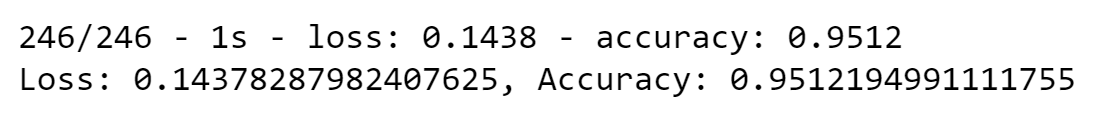 246/246 - 1s - loss: 0.1438 - accuracy: 0.9512
Loss: 0.14378287982407625, Accuracy: 0.9512194991111755